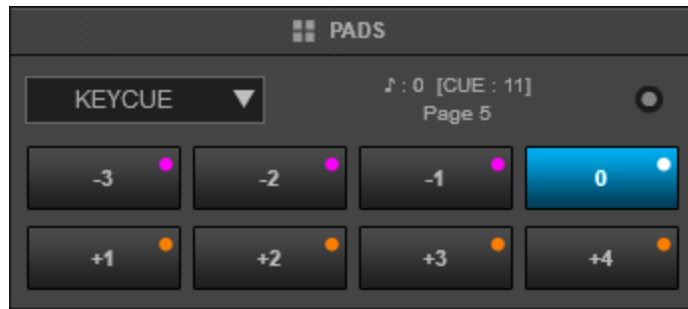 PADS
KEYCUE
♪ : 0 [CUE : 11]
Page 5
-3 -2 -1 0
+1 +2 +3 +4